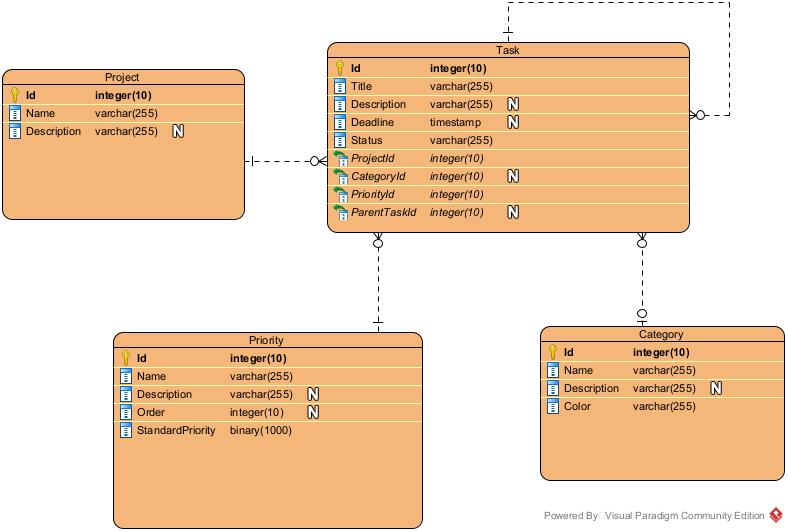 Task
Id integer(10)
Title varchar(255)
Description varchar(255) N
Deadline timestamp N
Status varchar(255)
ProjectId integer(10)
CategoryId integer(10) N
PriorityId integer(10)
ParentTaskId integer(10) N
Project
Id integer(10)
Name varchar(255)
Description varchar(255) N
Priority
Id integer(10)
Name varchar(255)
Description varchar(255) N
Order integer(10) N
StandardPriority binary(1000)
Category
Id integer(10)
Name varchar(255)
Description varchar(255) N
Color varchar(255)
Powered By Visual Paradigm Community Edition